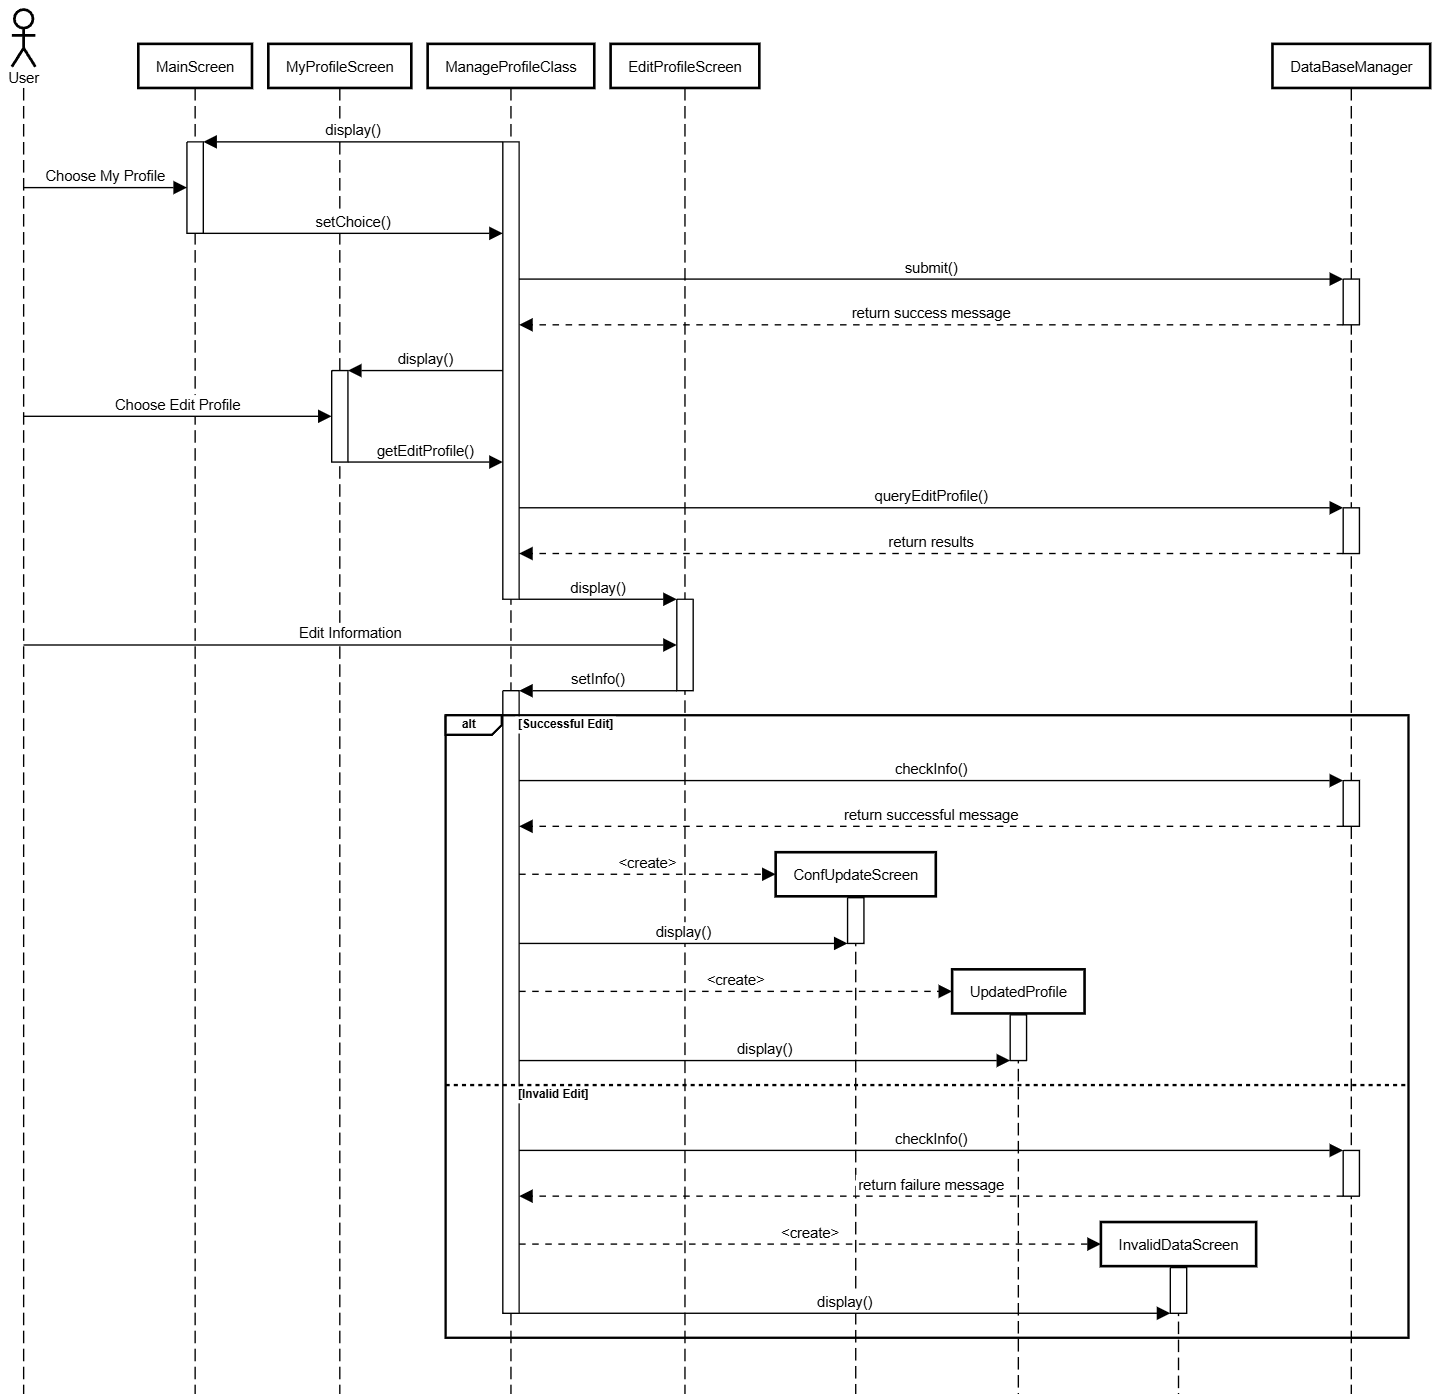 User
MainScreen
MyProfileScreen
ManageProfileClass
EditProfileScreen
DataBaseManager
display()
Choose My Profile
setChoice()
submit()
return success message
display()
Choose Edit Profile
getEditProfile()
queryEditProfile()
return results
display()
Edit Information
setInfo()
alt
[Successful Edit]
checkInfo()
return successful message
<create>
ConfUpdateScreen
display()
<create>
UpdatedProfile
display()
[Invalid Edit]
checkInfo()
return failure message
<create>
InvalidDataScreen
display()